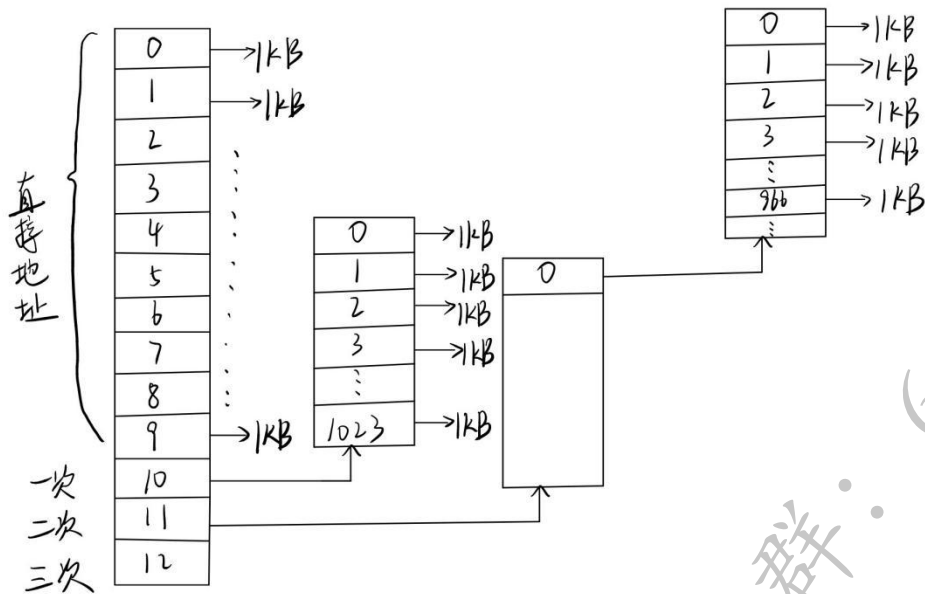 直接地址
0 →1KB
1 →1KB
2
3
4
5
6
7
8
9 →1KB
一次 10
二次 11
三次 12
0 →1KB
1 →1KB
2 →1KB
3 →1KB
⋮
1023 →1KB
0
0 →1KB
1 →1KB
2 →1KB
3 →1KB
⋮
966 →1KB
⋮
群：